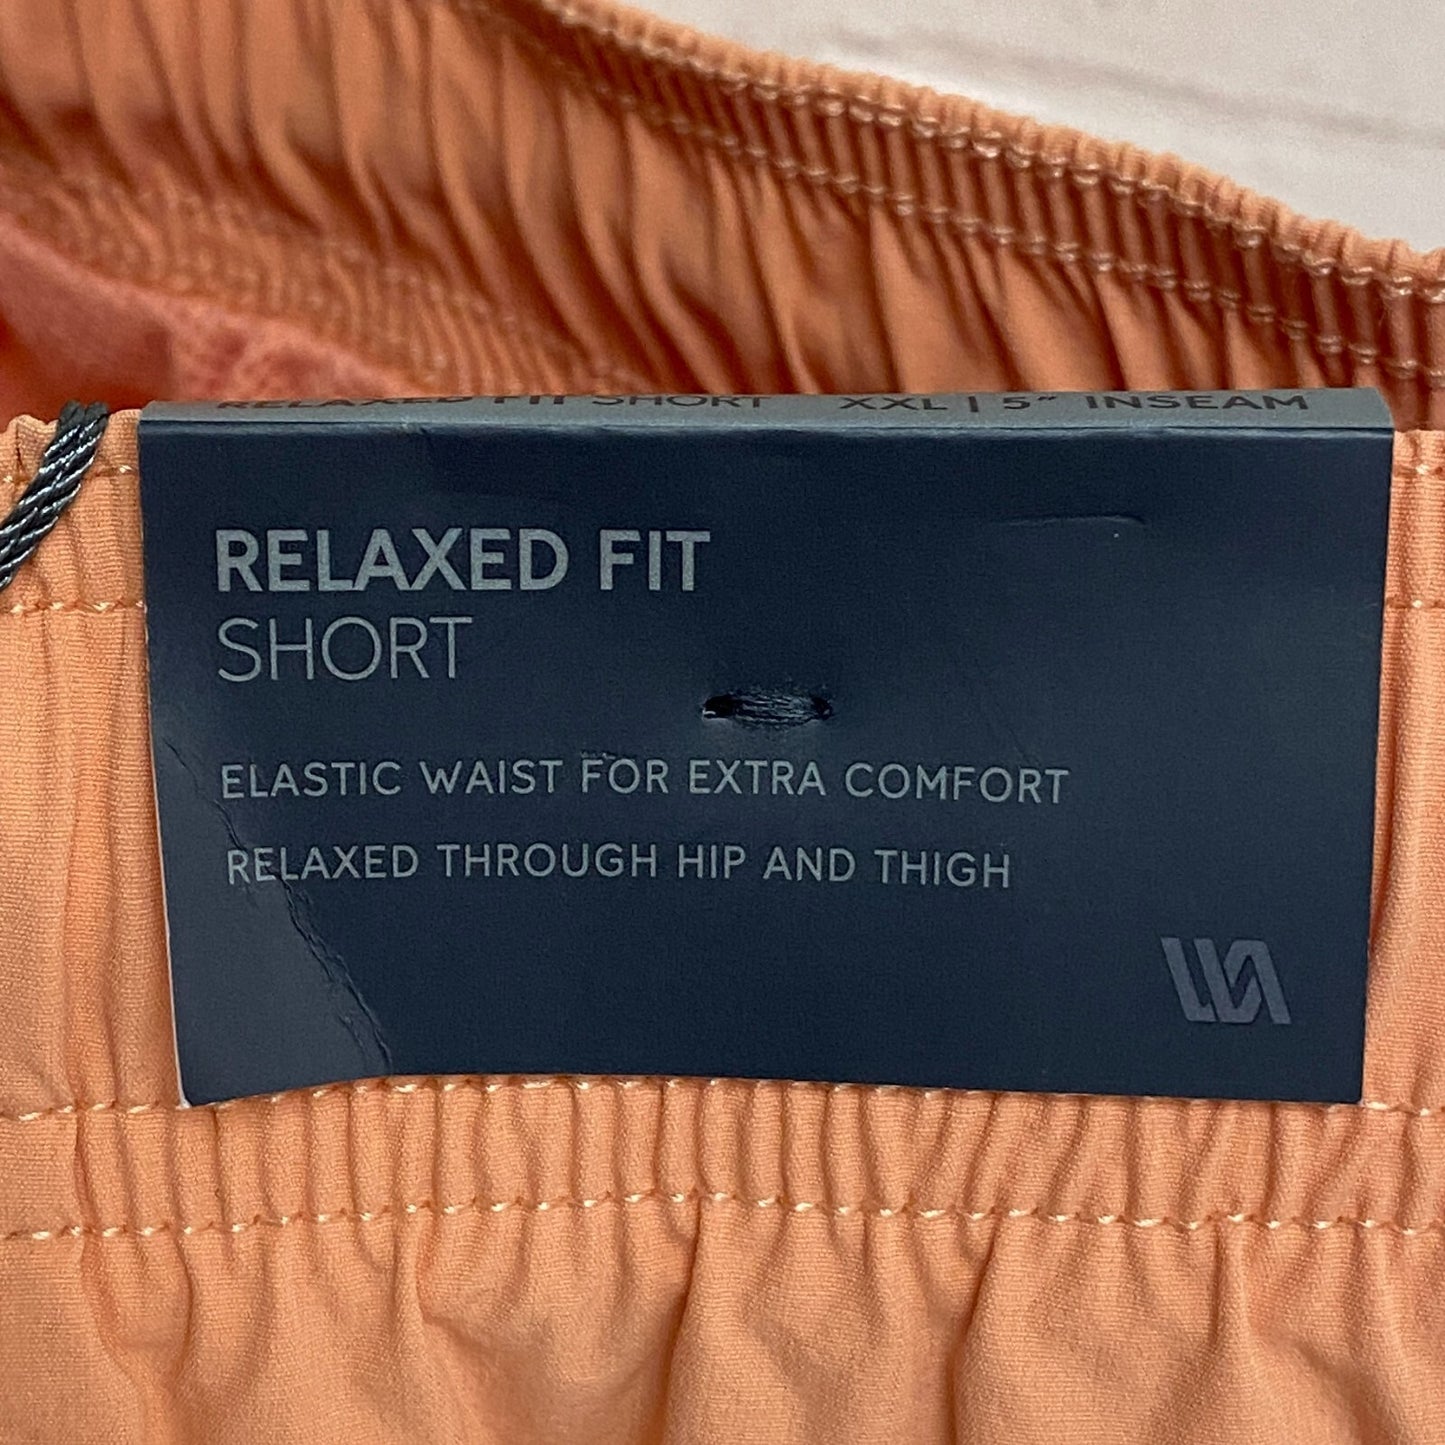 RELAXED FIT SHORT XXL | 5" INSEAM
RELAXED FIT
SHORT
ELASTIC WAIST FOR EXTRA COMFORT
RELAXED THROUGH HIP AND THIGH